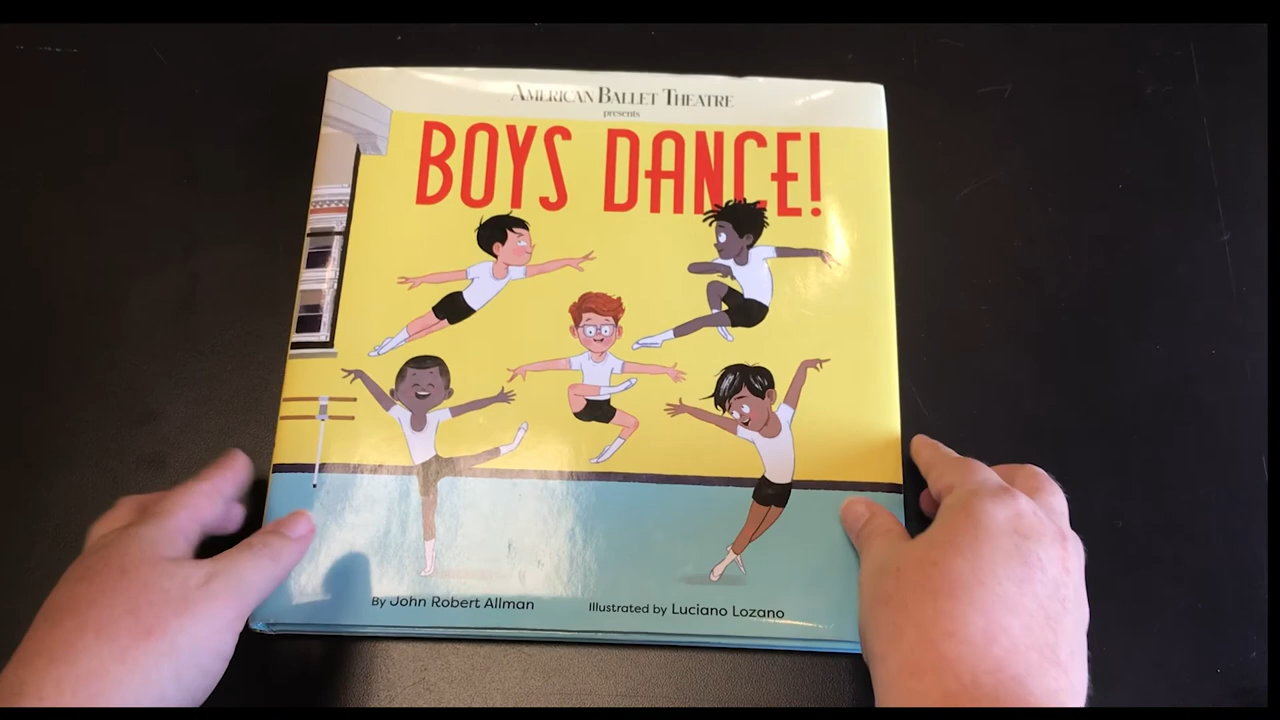 AMERICAN BALLET THEATRE
presents
BOYS DANCE!
By John Robert Allman Illustrated by Luciano Lozano